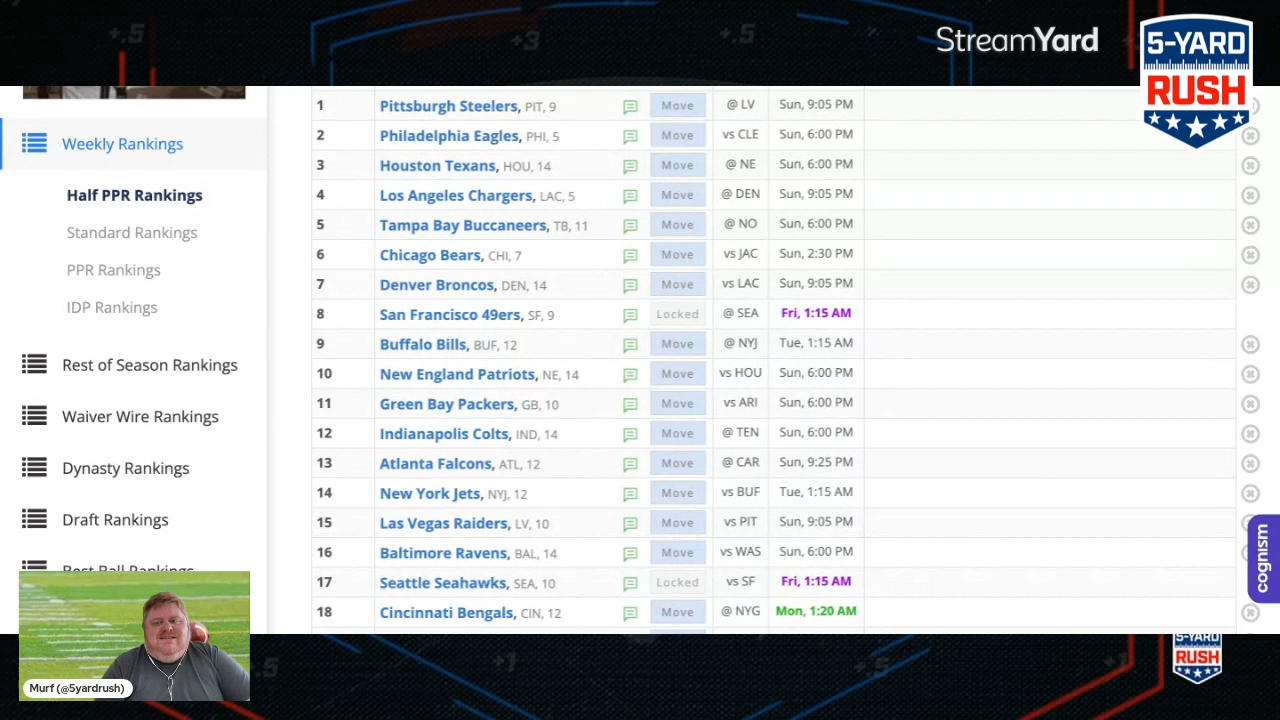 +.5
+3
+.5
StreamYard
5-YARD
RUSH
Weekly Rankings
Half PPR Rankings
Standard Rankings
PPR Rankings
IDP Rankings
Rest of Season Rankings
Waiver Wire Rankings
Dynasty Rankings
Draft Rankings
Best Ball Rankings
1 Pittsburgh Steelers, PIT, 9 Move @ LV Sun, 9:05 PM
2 Philadelphia Eagles, PHI, 5 Move vs CLE Sun, 6:00 PM
3 Houston Texans, HOU, 14 Move @ NE Sun, 6:00 PM
4 Los Angeles Chargers, LAC, 5 Move @ DEN Sun, 9:05 PM
5 Tampa Bay Buccaneers, TB, 11 Move @ NO Sun, 6:00 PM
6 Chicago Bears, CHI, 7 Move vs JAC Sun, 2:30 PM
7 Denver Broncos, DEN, 14 Move vs LAC Sun, 9:05 PM
8 San Francisco 49ers, SF, 9 Locked @ SEA Fri, 1:15 AM
9 Buffalo Bills, BUF, 12 Move @ NYJ Tue, 1:15 AM
10 New England Patriots, NE, 14 Move vs HOU Sun, 6:00 PM
11 Green Bay Packers, GB, 10 Move vs ARI Sun, 6:00 PM
12 Indianapolis Colts, IND, 14 Move @ TEN Sun, 6:00 PM
13 Atlanta Falcons, ATL, 12 Move @ CAR Sun, 9:25 PM
14 New York Jets, NYJ, 12 Move vs BUF Tue, 1:15 AM
15 Las Vegas Raiders, LV, 10 Move vs PIT Sun, 9:05 PM
16 Baltimore Ravens, BAL, 14 Move vs WAS Sun, 6:00 PM
17 Seattle Seahawks, SEA, 10 Locked vs SF Fri, 1:15 AM
18 Cincinnati Bengals, CIN, 12 Move @ NYG Mon, 1:20 AM
cognism
Murf (@5yardrush)
.5
+1
+.5
+1
5-YARD
RUSH